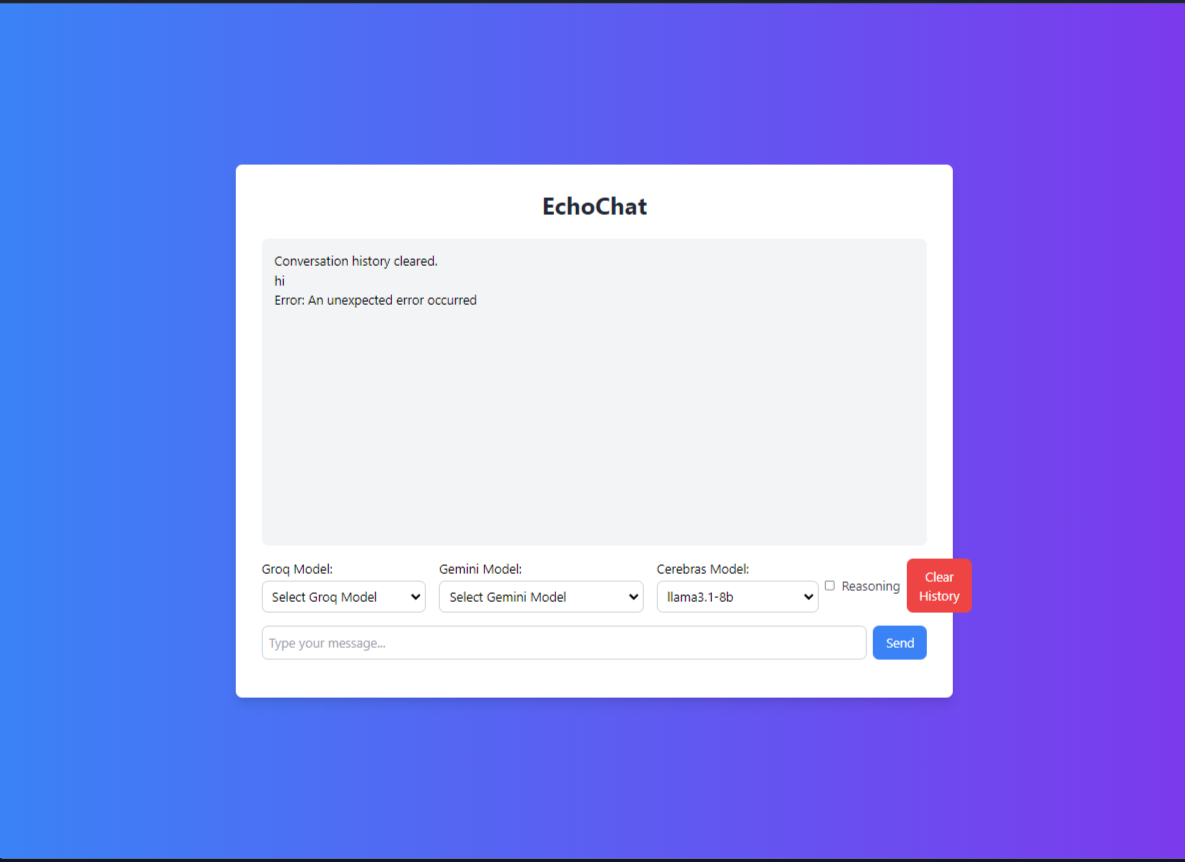 EchoChat
Conversation history cleared.
hi
Error: An unexpected error occurred
Groq Model:
Gemini Model:
Cerebras Model:
Select Groq Model
Select Gemini Model
llama3.1-8b
Reasoning
Clear
History
Type your message...
Send